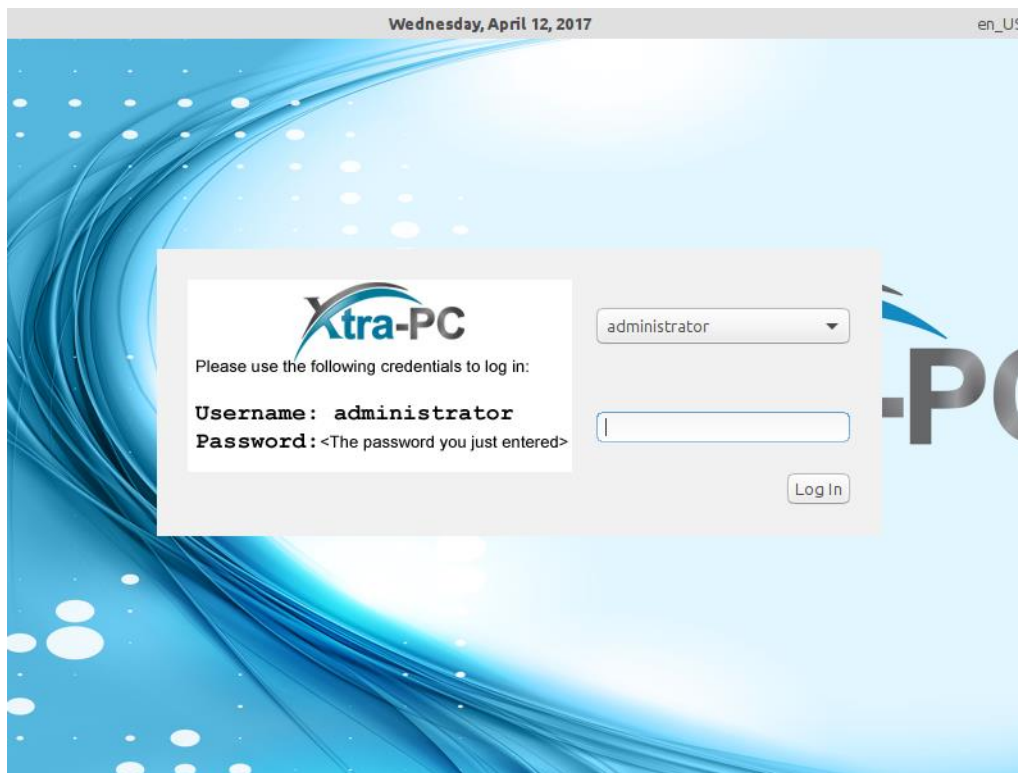 Wednesday, April 12, 2017
en_US
Xtra-PC
administrator
Please use the following credentials to log in:
Username: administrator
Password:<The password you just entered>
-PC
Log In